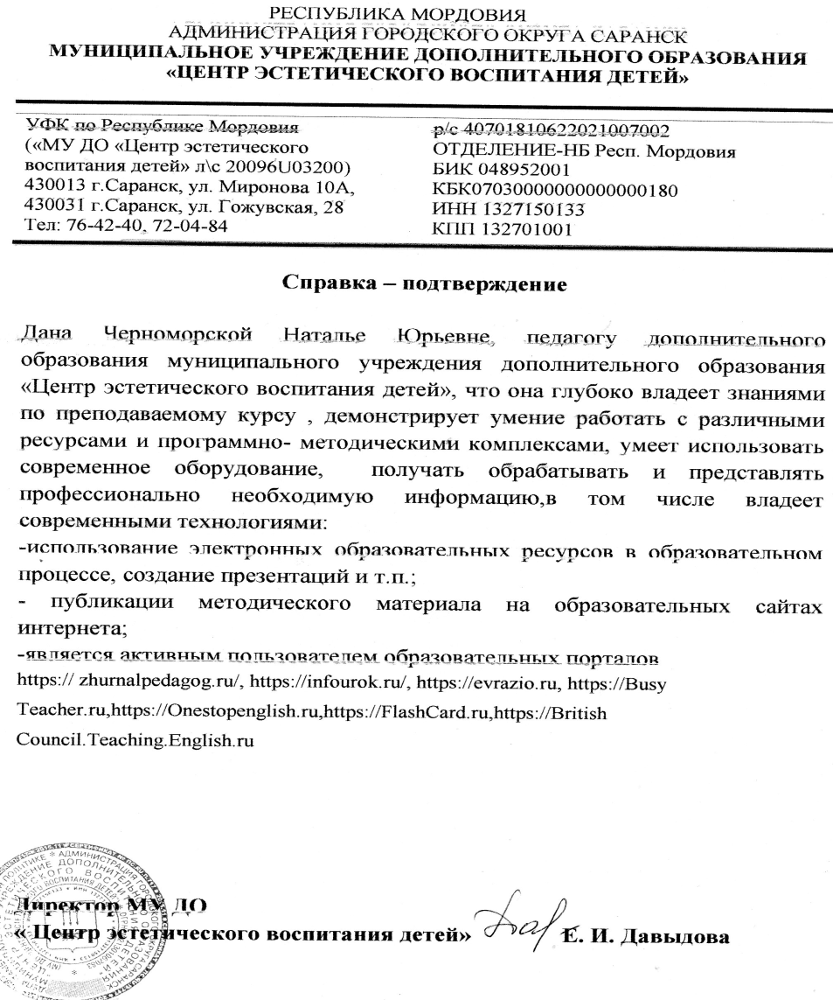 РЕСПУБЛИКА МОРДОВИЯ
АДМИНИСТРАЦИЯ ГОРОДСКОГО ОКРУГА САРАНСК
МУНИЦИПАЛЬНОЕ УЧРЕЖДЕНИЕ ДОПОЛНИТЕЛЬНОГО ОБРАЗОВАНИЯ
«ЦЕНТР ЭСТЕТИЧЕСКОГО ВОСПИТАНИЯ ДЕТЕЙ»
УФК по Республике Мордовия
(«МУ ДО «Центр эстетического
воспитания детей» л\с 20096U03200)
430013 г.Саранск, ул. Миронова 10А,
430031 г.Саранск, ул. Гожувская, 28
Тел: 76-42-40, 72-04-84
р/с 40701810622021007002
ОТДЕЛЕНИЕ-НБ Респ. Мордовия
БИК 048952001
КБК07030000000000000180
ИНН 1327150133
КПП 132701001
Справка – подтверждение
Дана Черноморской Наталье Юрьевне, педагогу дополнительного
образования муниципального учреждения дополнительного образования
«Центр эстетического воспитания детей», что она глубоко владеет знаниями
по преподаваемому курсу , демонстрирует умение работать с различными
ресурсами и программно- методическими комплексами, умеет использовать
современное оборудование, получать обрабатывать и представлять
профессионально необходимую информацию,в том числе владеет
современными технологиями:
-использование электронных образовательных ресурсов в образовательном
процессе, создание презентаций и т.п.;
- публикации методического материала на образовательных сайтах
интернета;
-является активным пользователем образовательных порталов
https:// zhurnalpedagog.ru/, https://infourok.ru/, https://evrazio.ru, https://Busy
Teacher.ru,https://Onestopenglish.ru,https://FlashCard.ru,https://British
Council.Teaching.English.ru
Директор МУ ДО
« Центр эстетического воспитания детей» Е. И. Давыдова